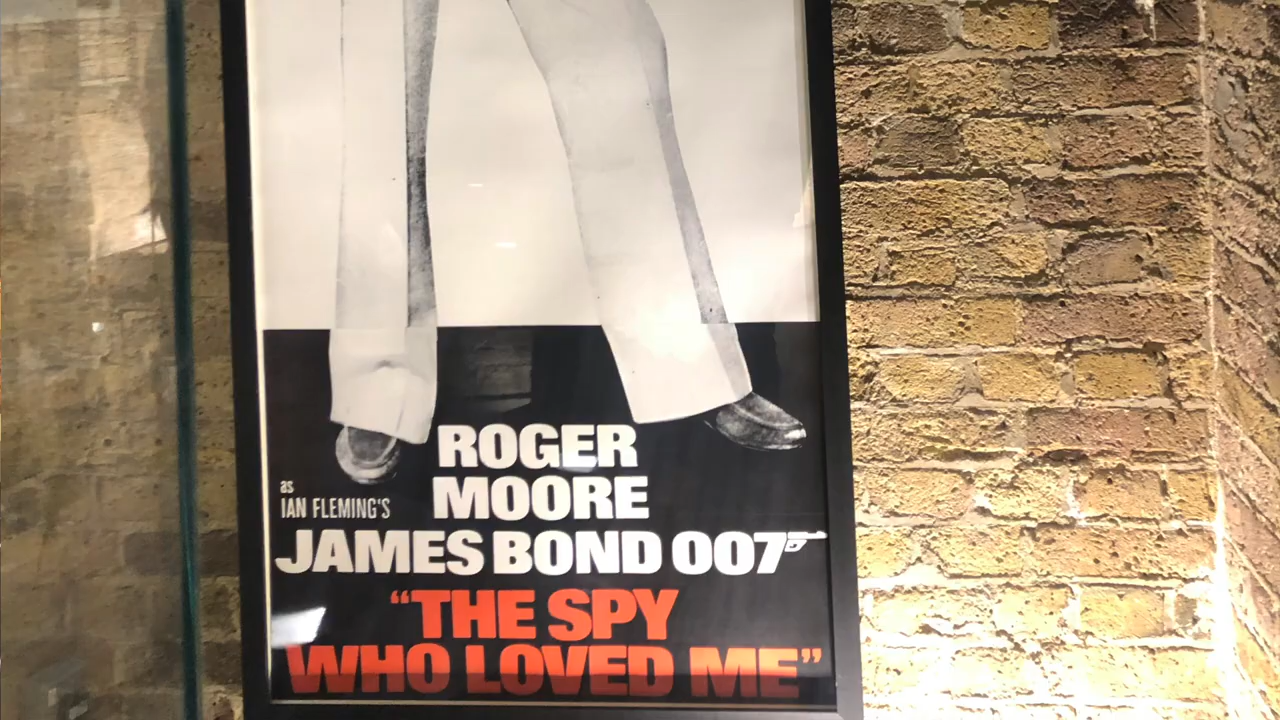 ROGER
MOORE
as
IAN FLEMING'S
JAMES BOND 007
“THE SPY
WHO LOVED ME”